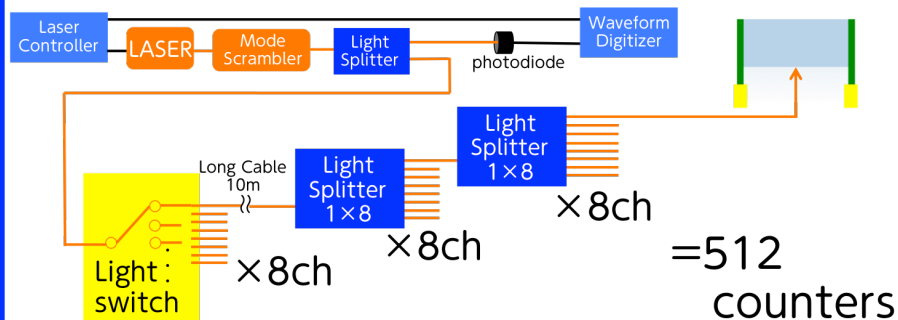 Laser
Controller
LASER
Mode
Scrambler
Light
Splitter
photodiode
Waveform
Digitizer
Long Cable
10m
Light
Splitter
1×8
Light
Splitter
1×8
×8ch
×8ch
×8ch
Light
switch
=512
counters